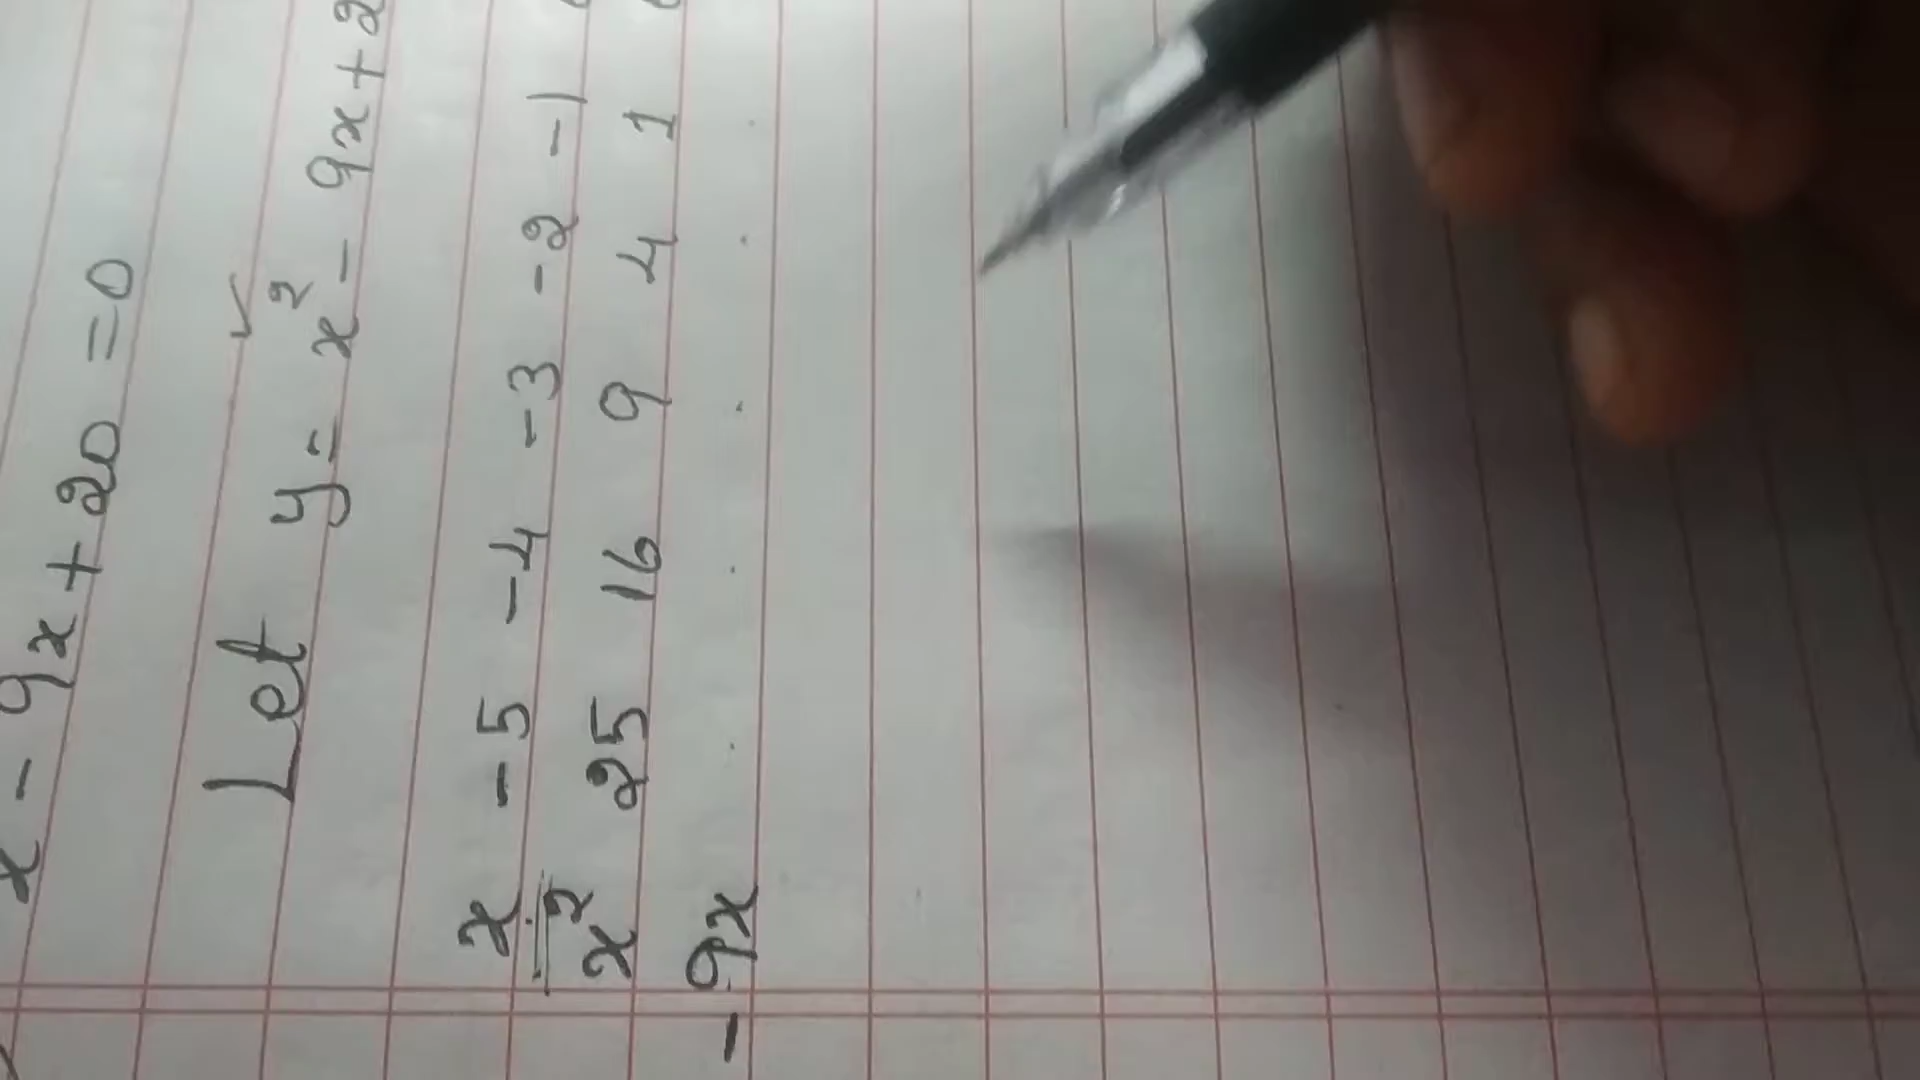 x - 9x + 20 = 0
Let y = x² - 9x + 2
x -5 -4 -3 -2 -1
x² 25 16 9 4 1
-9x